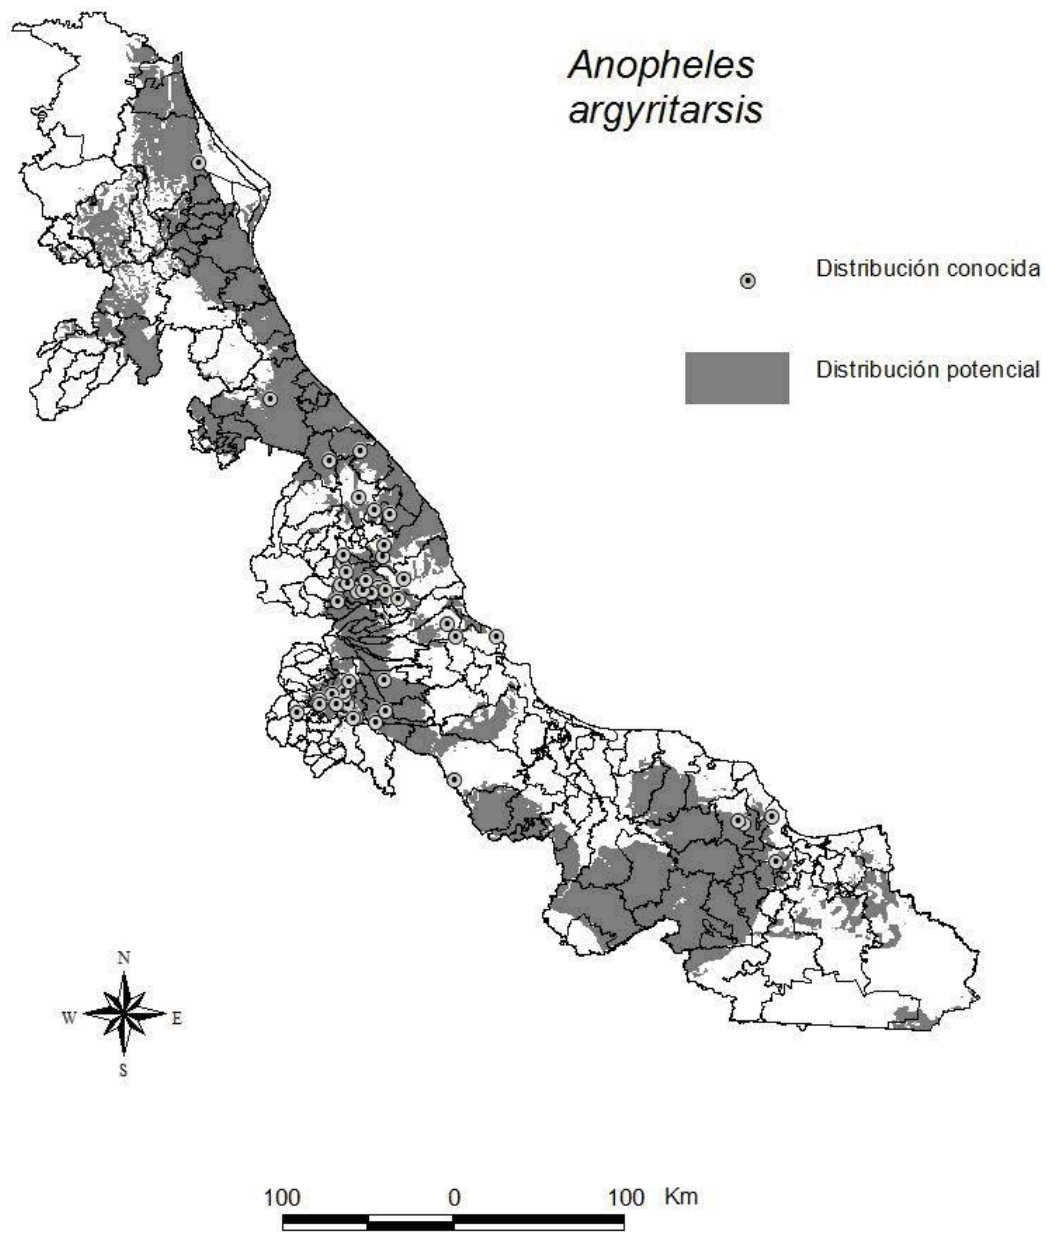 Anopheles
argyritarsis
Distribución conocida
Distribución potencial
N
W E
S
100 0 100 Km